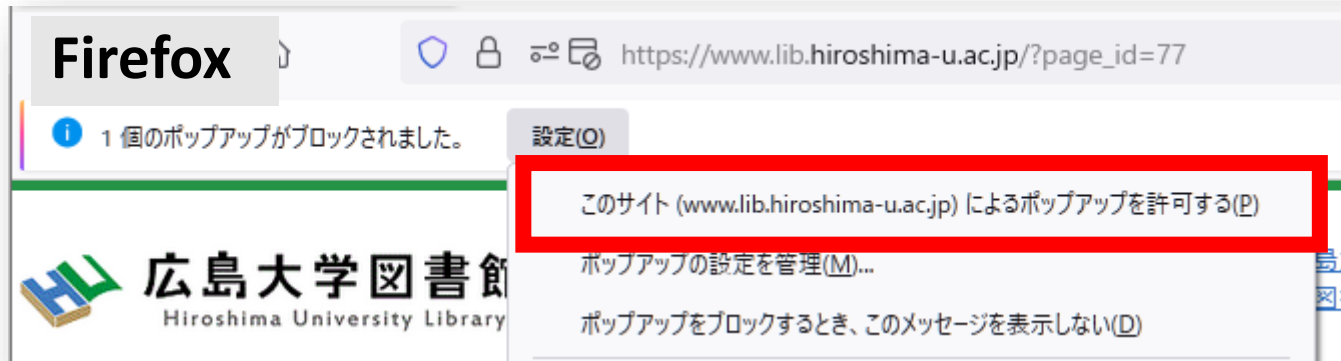 Firefox
https://www.lib.hiroshima-u.ac.jp/?page_id=77
1 個のポップアップがブロックされました。 設定(O)
このサイト (www.lib.hiroshima-u.ac.jp) によるポップアップを許可する(P)
ポップアップの設定を管理(M)...
ポップアップをブロックするとき、このメッセージを表示しない(D)
広島大学図書館
Hiroshima University Library